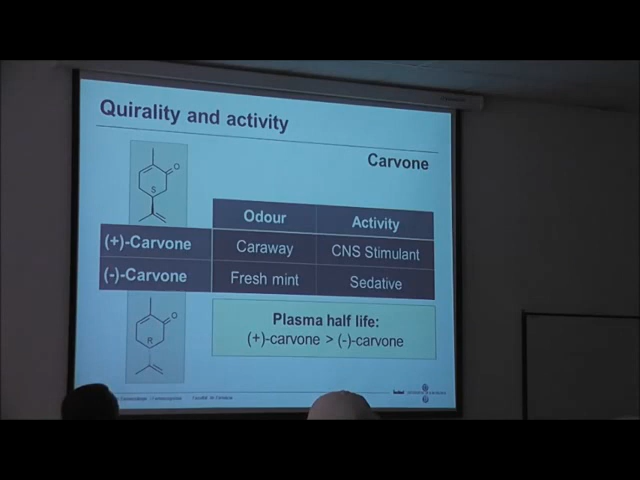 Quirality and activity
Carvone
O
S
Odour Activity
(+)-Carvone Caraway CNS Stimulant
(-)-Carvone Fresh mint Sedative
O
R
Plasma half life:
(+)-carvone > (-)-carvone